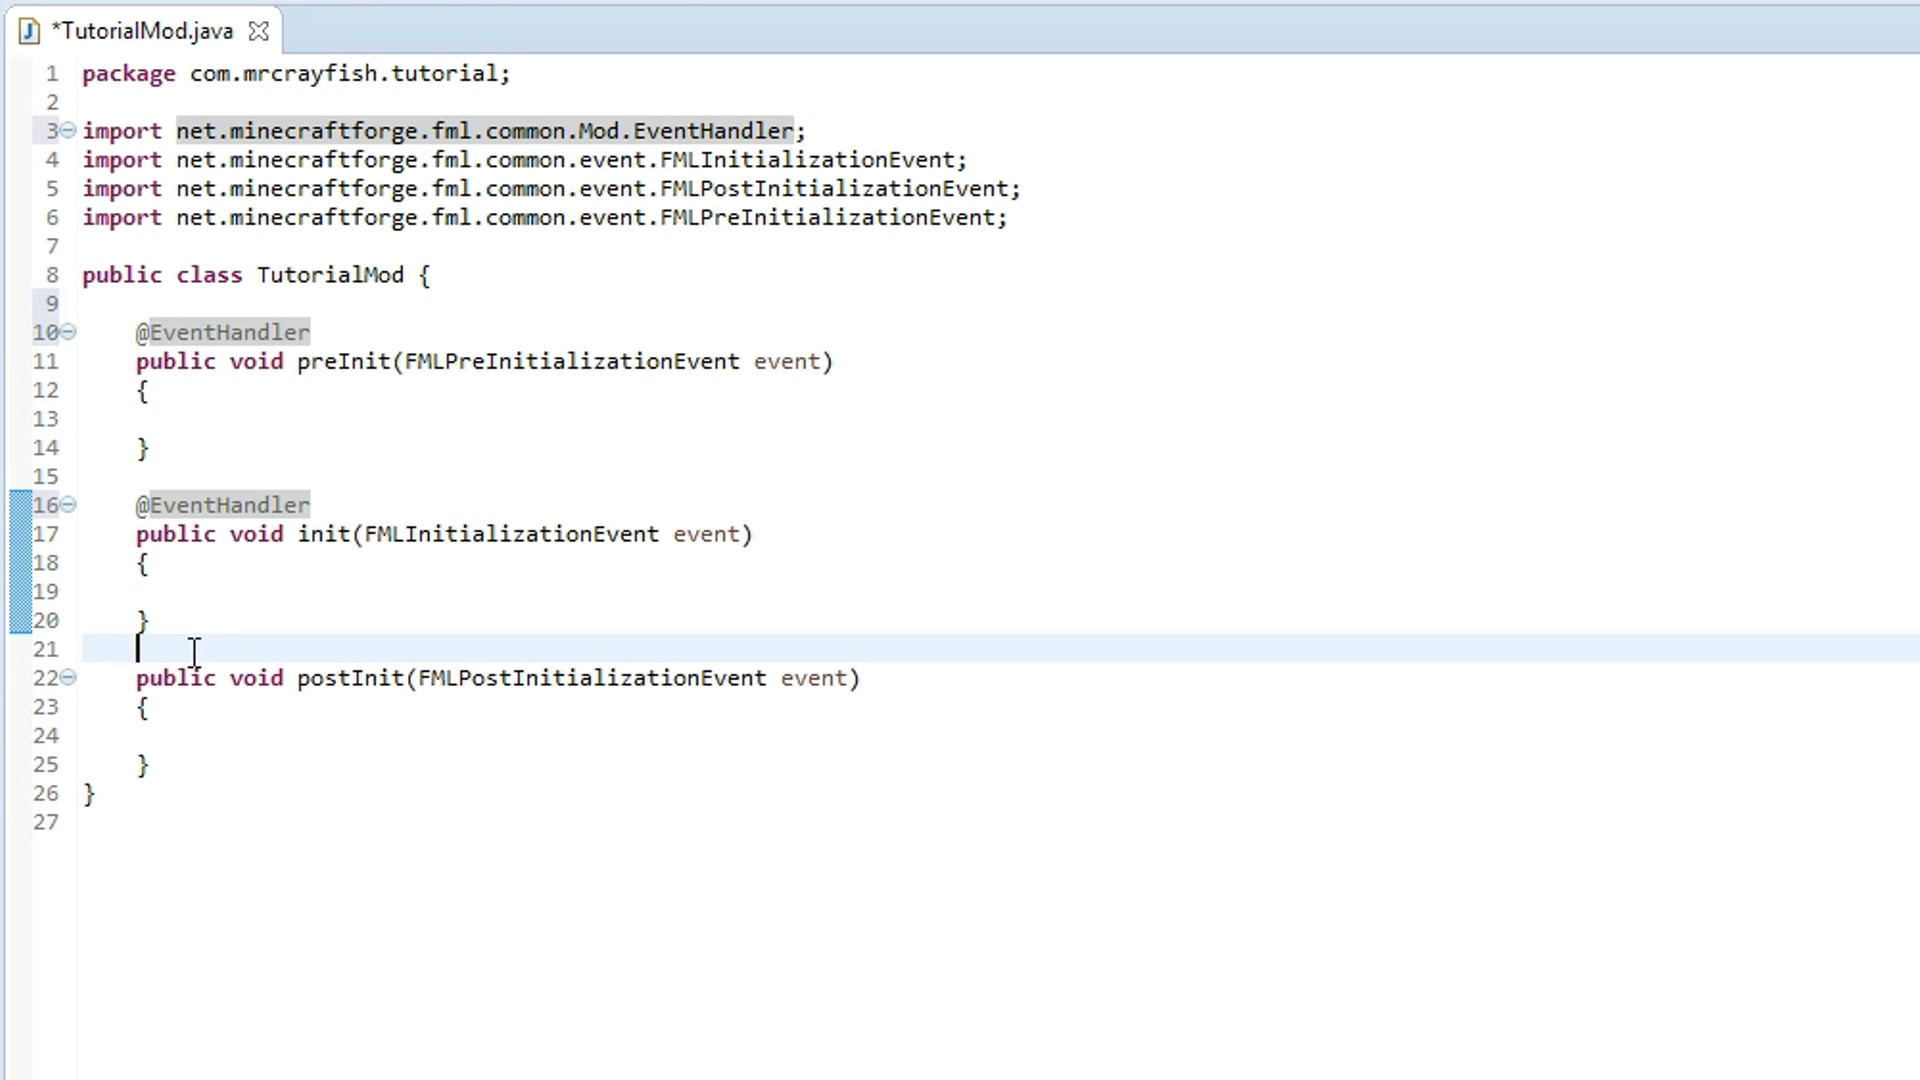 *TutorialMod.java
1 package com.mrcrayfish.tutorial;
2
3 import net.minecraftforge.fml.common.Mod.EventHandler;
4 import net.minecraftforge.fml.common.event.FMLInitializationEvent;
5 import net.minecraftforge.fml.common.event.FMLPostInitializationEvent;
6 import net.minecraftforge.fml.common.event.FMLPreInitializationEvent;
7
8 public class TutorialMod {
9
10 @EventHandler
11 public void preInit(FMLPreInitializationEvent event)
12 {
13
14 }
15
16 @EventHandler
17 public void init(FMLInitializationEvent event)
18 {
19
20 }
21
22 public void postInit(FMLPostInitializationEvent event)
23 {
24
25 }
26 }
27